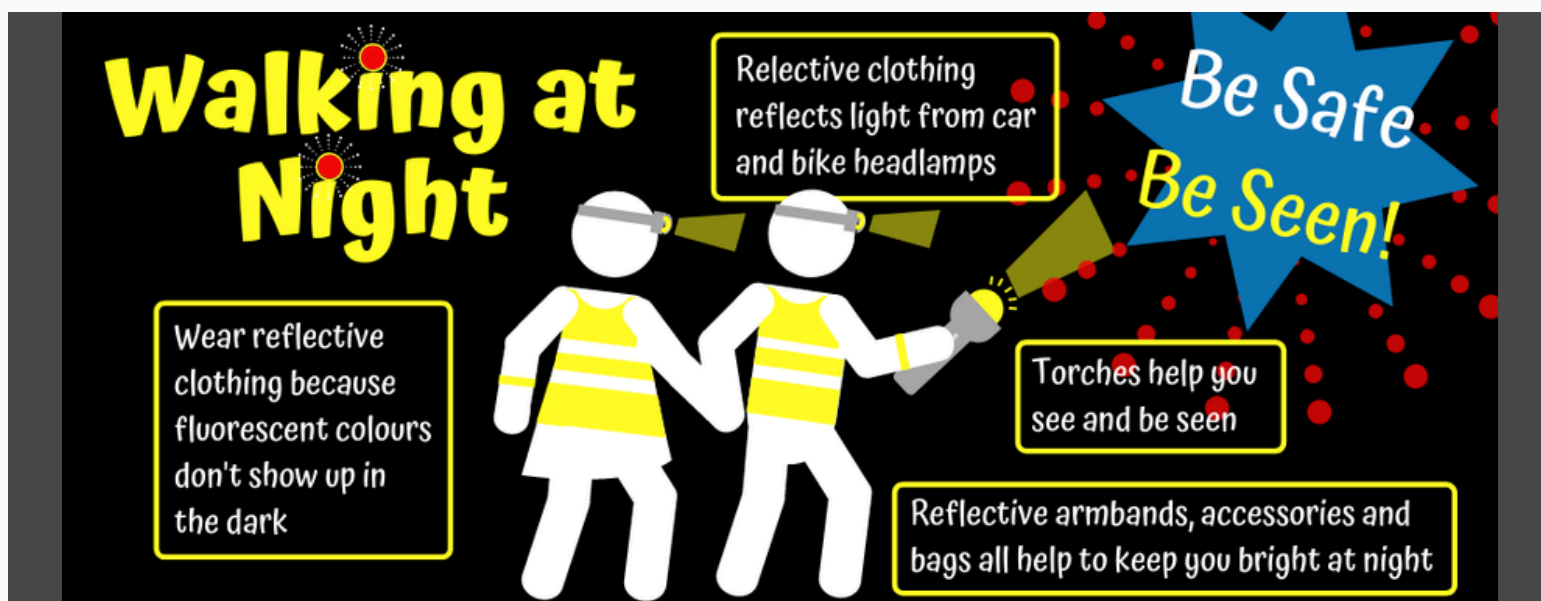 Walking at
Night
Relective clothing
reflects light from car
and bike headlamps
Be Safe
Be Seen!
Wear reflective
clothing because
fluorescent colours
don't show up in
the dark
Torches help you
see and be seen
Reflective armbands, accessories and
bags all help to keep you bright at night